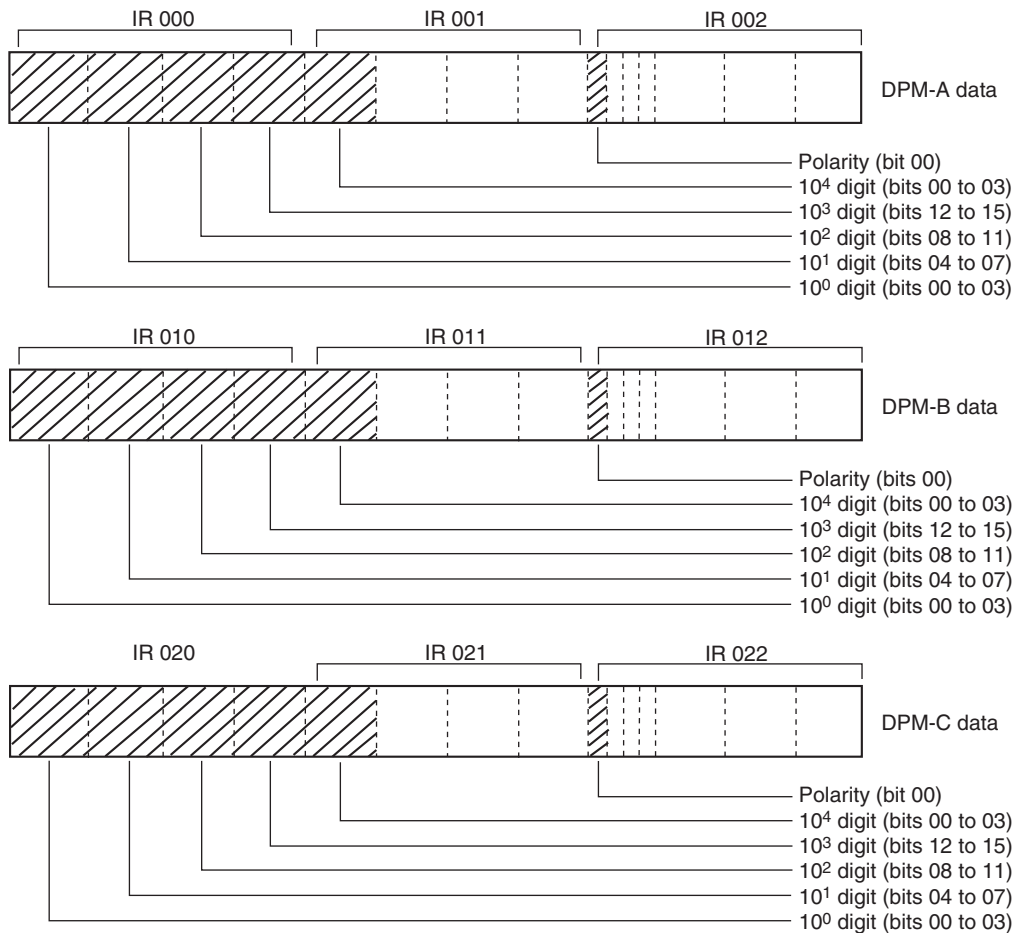 IR 000 IR 001 IR 002
DPM-A data
Polarity (bit 00)
10⁴ digit (bits 00 to 03)
10³ digit (bits 12 to 15)
10² digit (bits 08 to 11)
10¹ digit (bits 04 to 07)
10⁰ digit (bits 00 to 03)
IR 010 IR 011 IR 012
DPM-B data
Polarity (bits 00)
10⁴ digit (bits 00 to 03)
10³ digit (bits 12 to 15)
10² digit (bits 08 to 11)
10¹ digit (bits 04 to 07)
10⁰ digit (bits 00 to 03)
IR 020 IR 021 IR 022
DPM-C data
Polarity (bit 00)
10⁴ digit (bits 00 to 03)
10³ digit (bits 12 to 15)
10² digit (bits 08 to 11)
10¹ digit (bits 04 to 07)
10⁰ digit (bits 00 to 03)